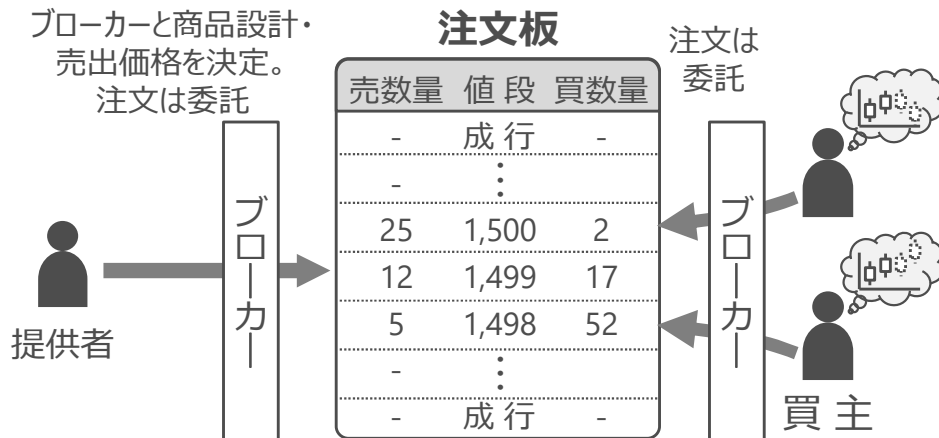 ブローカーと商品設計・
売出価格を決定。
注文は委託
注文板
注文は
委託
売数量 値段 買数量
- 成行 -
- ⋮
25 1,500 2
12 1,499 17
5 1,498 52
- ⋮
- 成行 -
ブローカー
ブローカー
提供者
買主